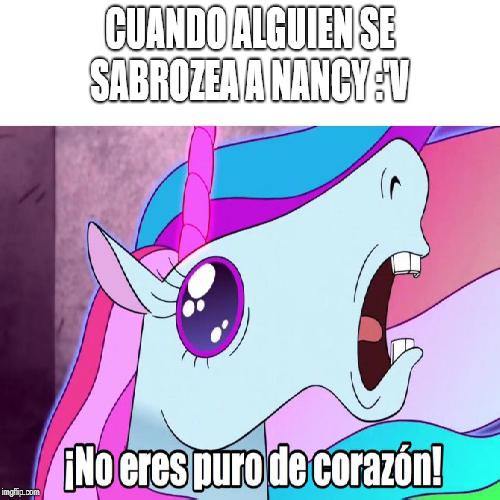 CUANDO ALGUIEN SE
SABROZEA A NANCY :'V
¡No eres puro de corazón!
imgflip.com